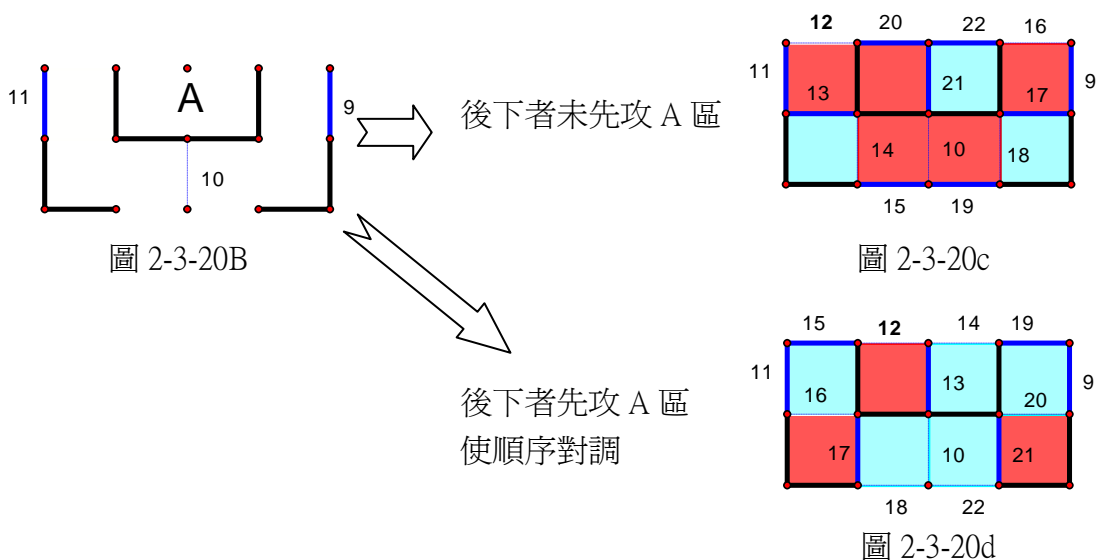 11
A
9
10
圖 2-3-20B
後下者未先攻 A 區
12 20 22 16
11 13 21 17 9
14 10 18
15 19
圖 2-3-20c
後下者先攻 A 區
使順序對調
15 12 14 19
11 16 13 20 9
17 10 21
18 22
圖 2-3-20d